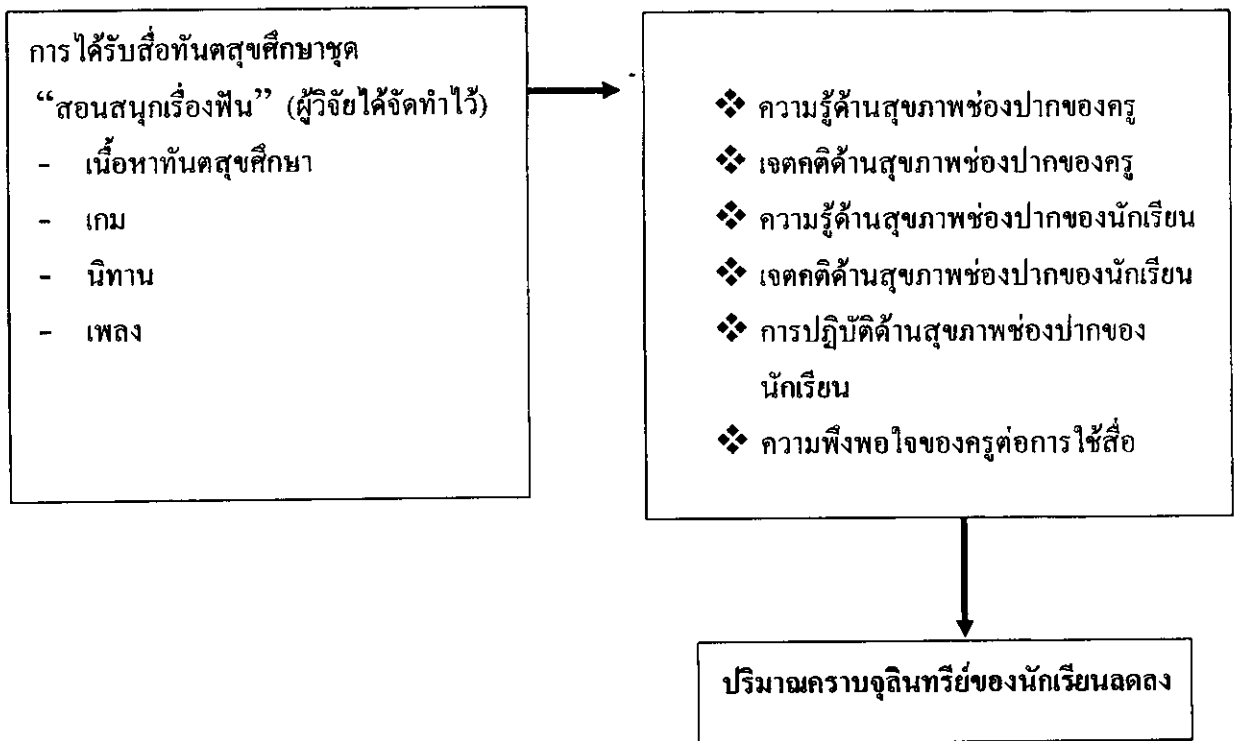 การได้รับสื่อทันตสุขศึกษาชุด
“สอนสนุกเรื่องฟัน” (ผู้วิจัยได้จัดทำไว้)
- เนื้อหาทันตสุขศึกษา
- เกม
- นิทาน
- เพลง
❖ ความรู้ด้านสุขภาพช่องปากของครู
❖ เจตคติด้านสุขภาพช่องปากของครู
❖ ความรู้ด้านสุขภาพช่องปากของนักเรียน
❖ เจตคติด้านสุขภาพช่องปากของนักเรียน
❖ การปฏิบัติด้านสุขภาพช่องปากของ
นักเรียน
❖ ความพึงพอใจของครูต่อการใช้สื่อ
ปริมาณคราบจุลินทรีย์ของนักเรียนลดลง